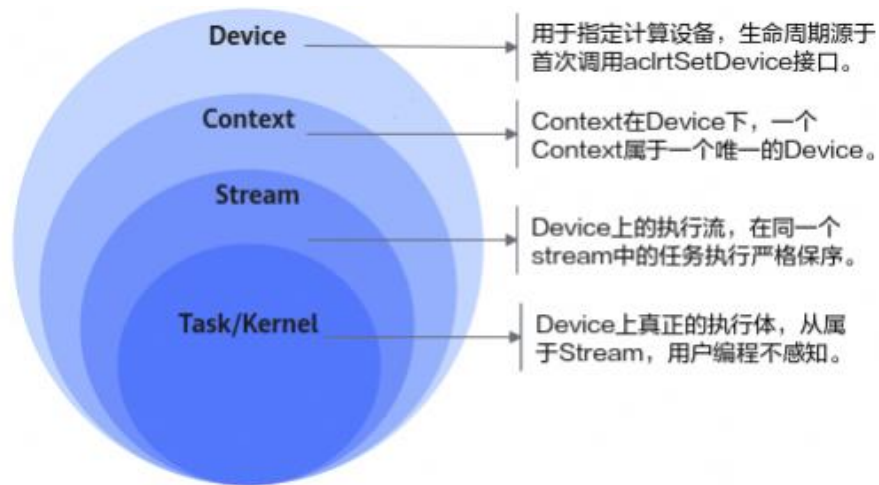 Device
用于指定计算设备，生命周期源于
首次调用aclrtSetDevice接口。
Context
Context在Device下，一个
Context属于一个唯一的Device。
Stream
Device上的执行流，在同一个
stream中的任务执行严格保序。
Task/Kernel
Device上真正的执行体，从属
于Stream，用户编程不感知。